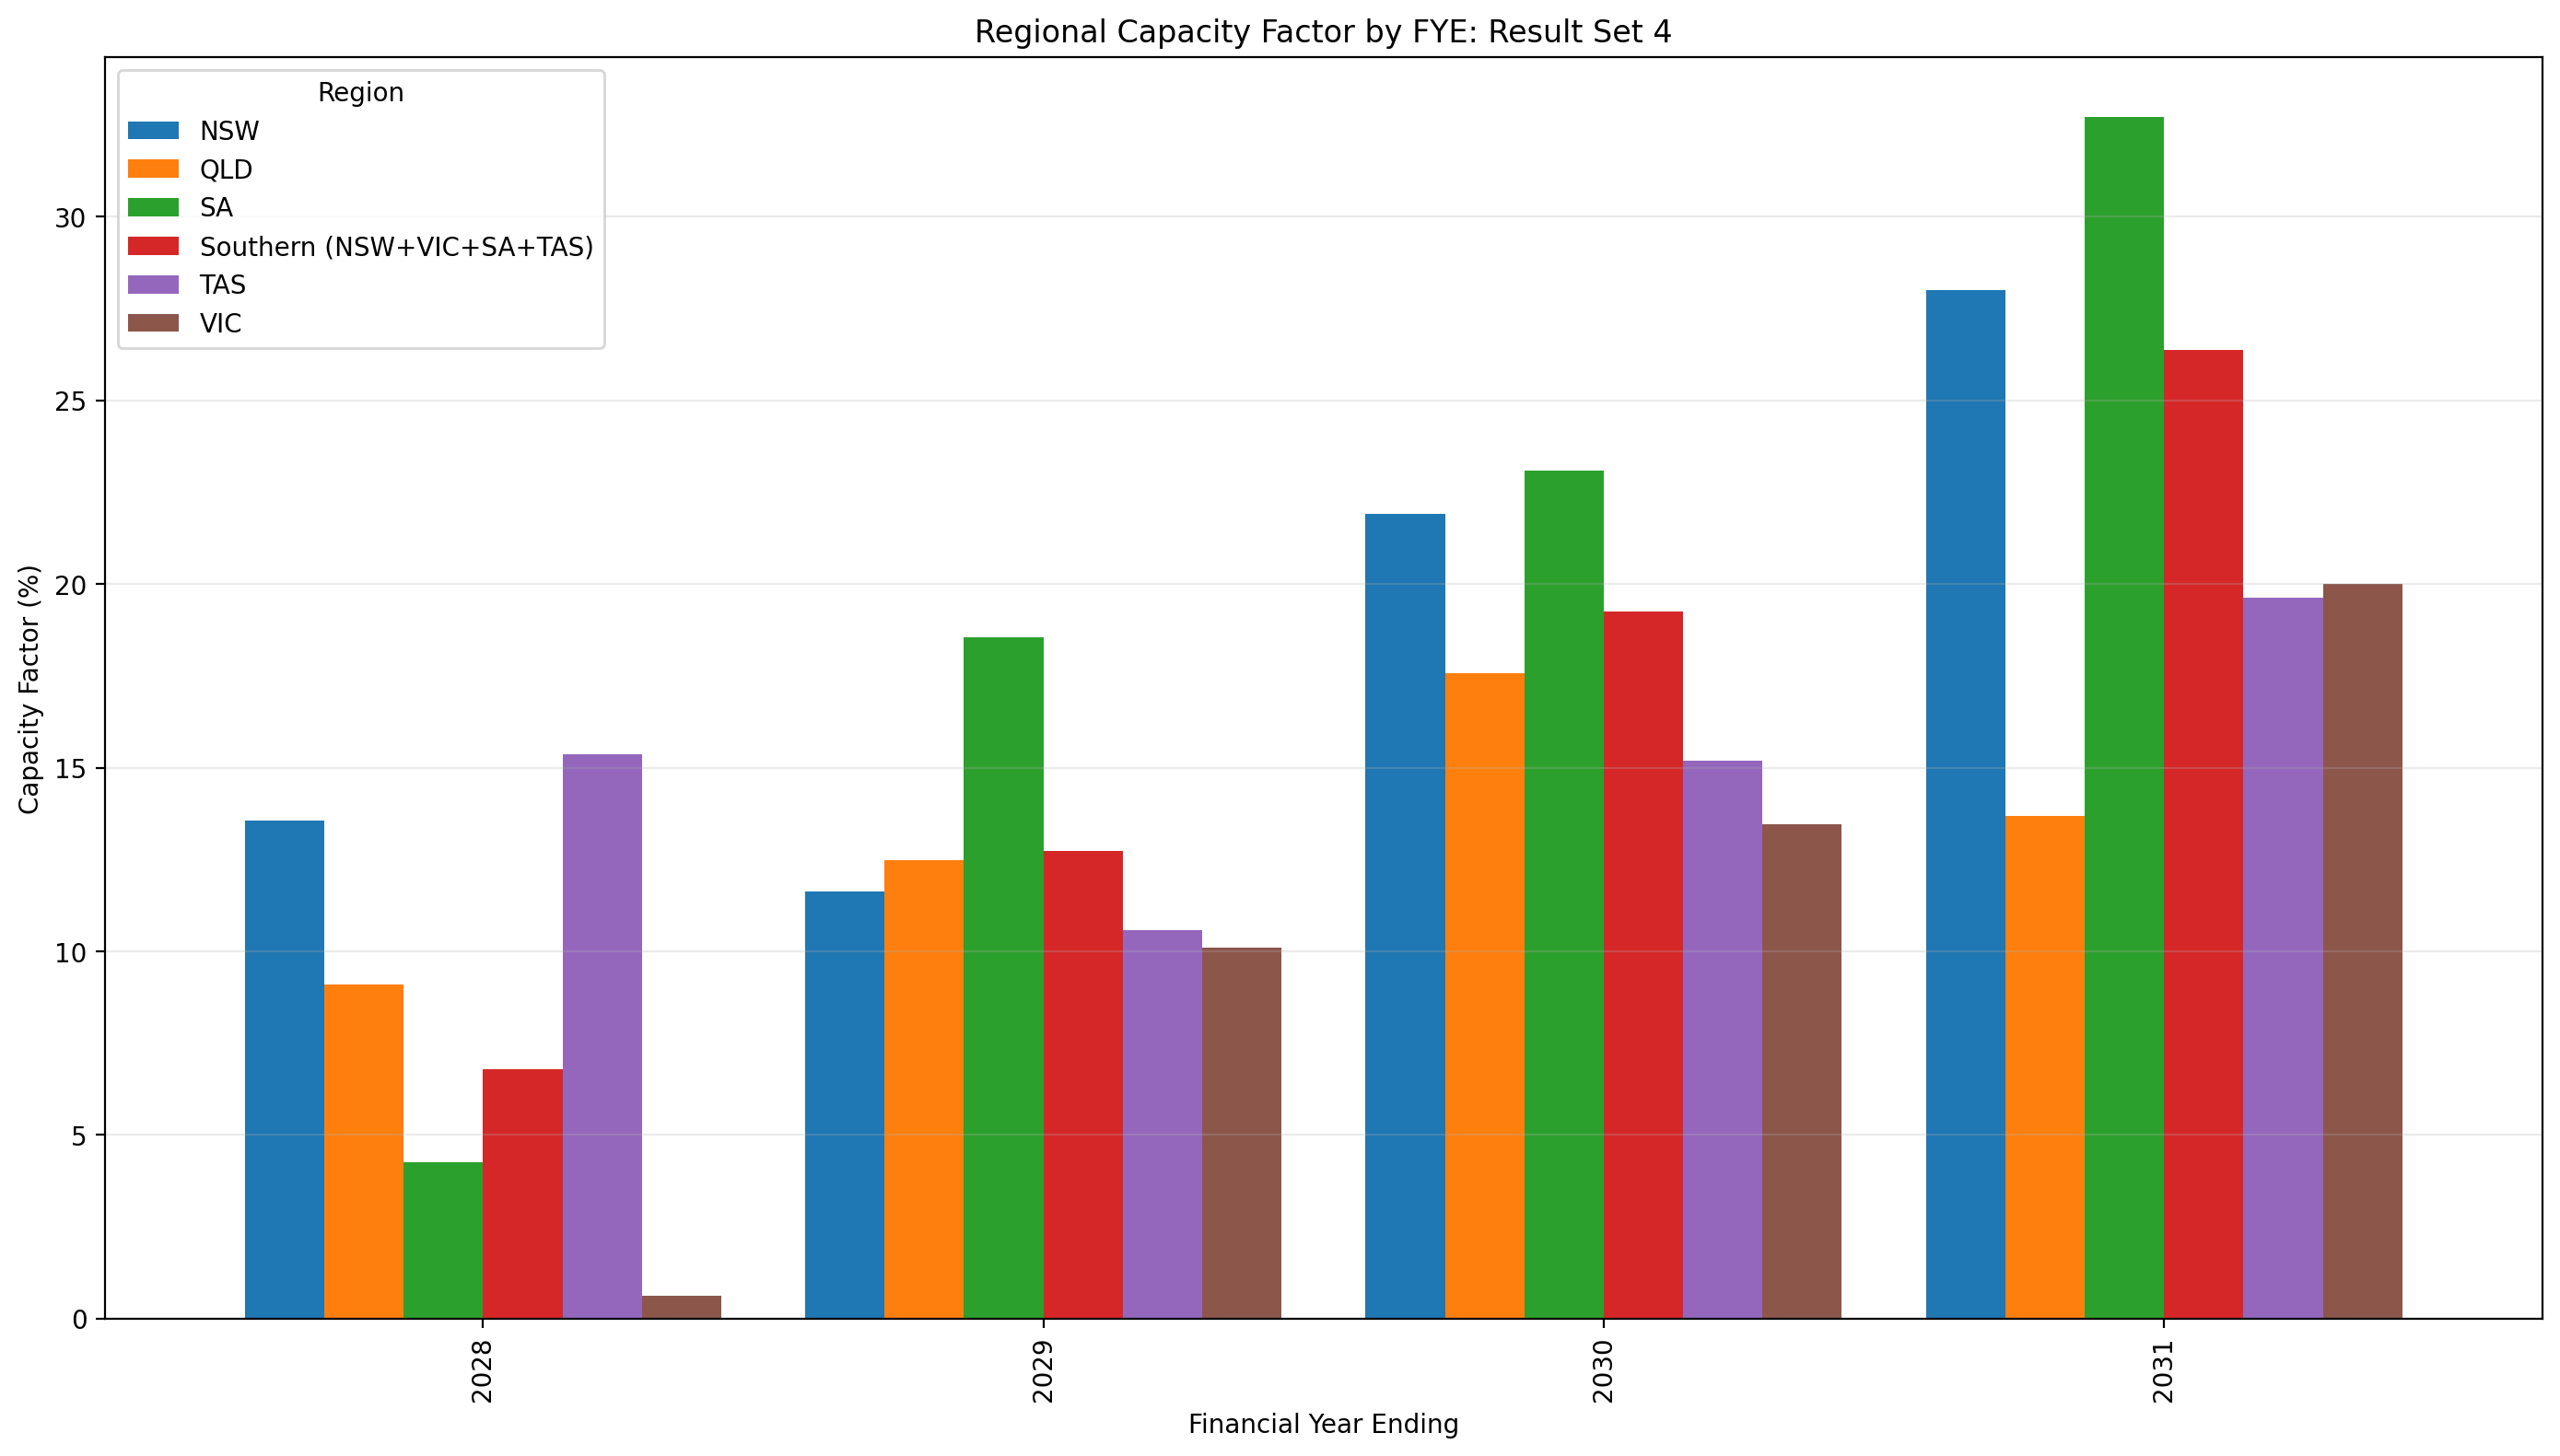 Regional Capacity Factor by FYE: Result Set 4
Region
NSW
QLD
SA
Southern (NSW+VIC+SA+TAS)
TAS
VIC
Capacity Factor (%)
30
25
20
15
10
5
0
2028
2029
2030
2031
Financial Year Ending